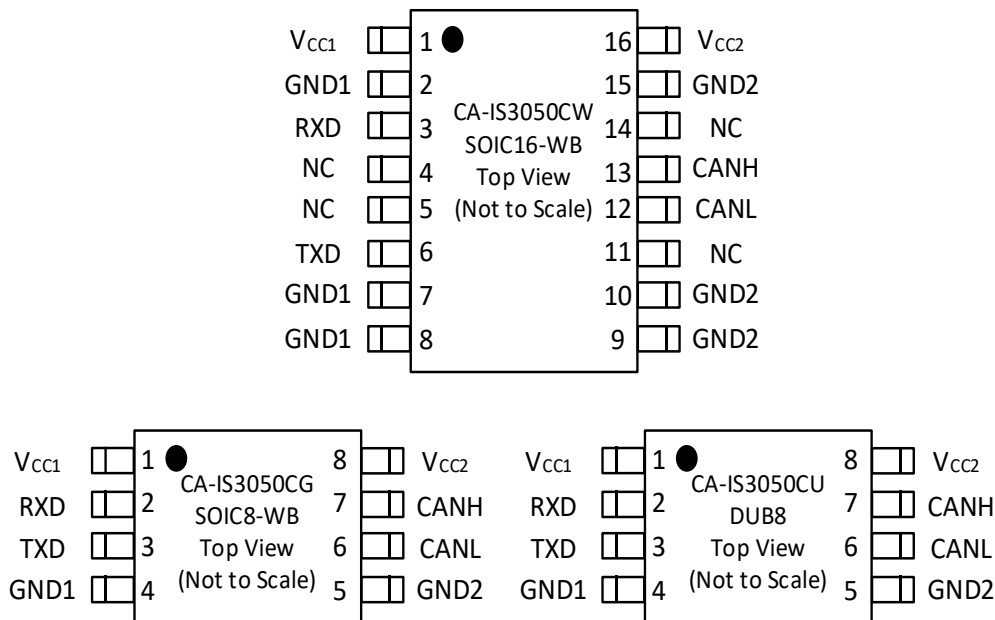 VCC1 1 16 VCC2
GND1 2 15 GND2
CA-IS3050CW
RXD 3 14 NC
SOIC16-WB
NC 4 Top View 13 CANH
NC 5 (Not to Scale) 12 CANL
TXD 6 11 NC
GND1 7 10 GND2
GND1 8 9 GND2
VCC1 1 8 VCC2
CA-IS3050CG
RXD 2 7 CANH
SOIC8-WB
TXD 3 Top View 6 CANL
GND1 4 (Not to Scale) 5 GND2
VCC1 1 8 VCC2
CA-IS3050CU
RXD 2 7 CANH
DUB8
TXD 3 Top View 6 CANL
GND1 4 (Not to Scale) 5 GND2